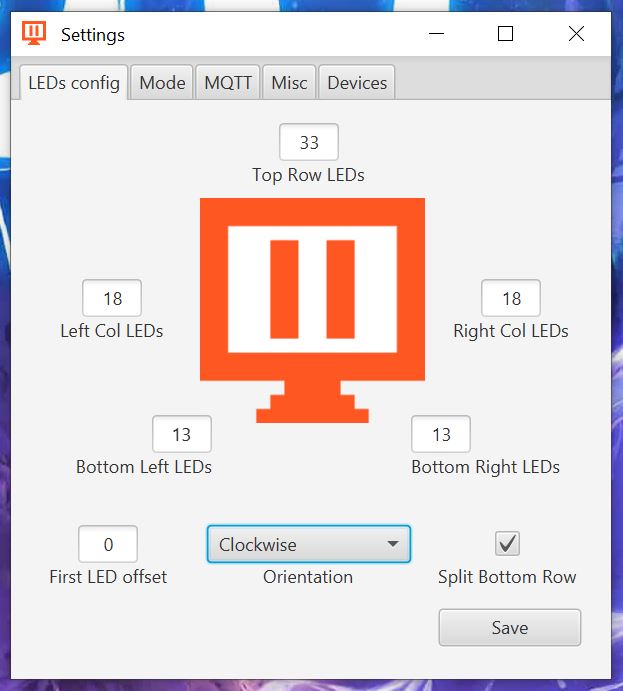 Settings
LEDs config Mode MQTT Misc Devices
33
Top Row LEDs
18
Left Col LEDs
18
Right Col LEDs
13
Bottom Left LEDs
13
Bottom Right LEDs
0
First LED offset
Clockwise
Orientation
Split Bottom Row
Save